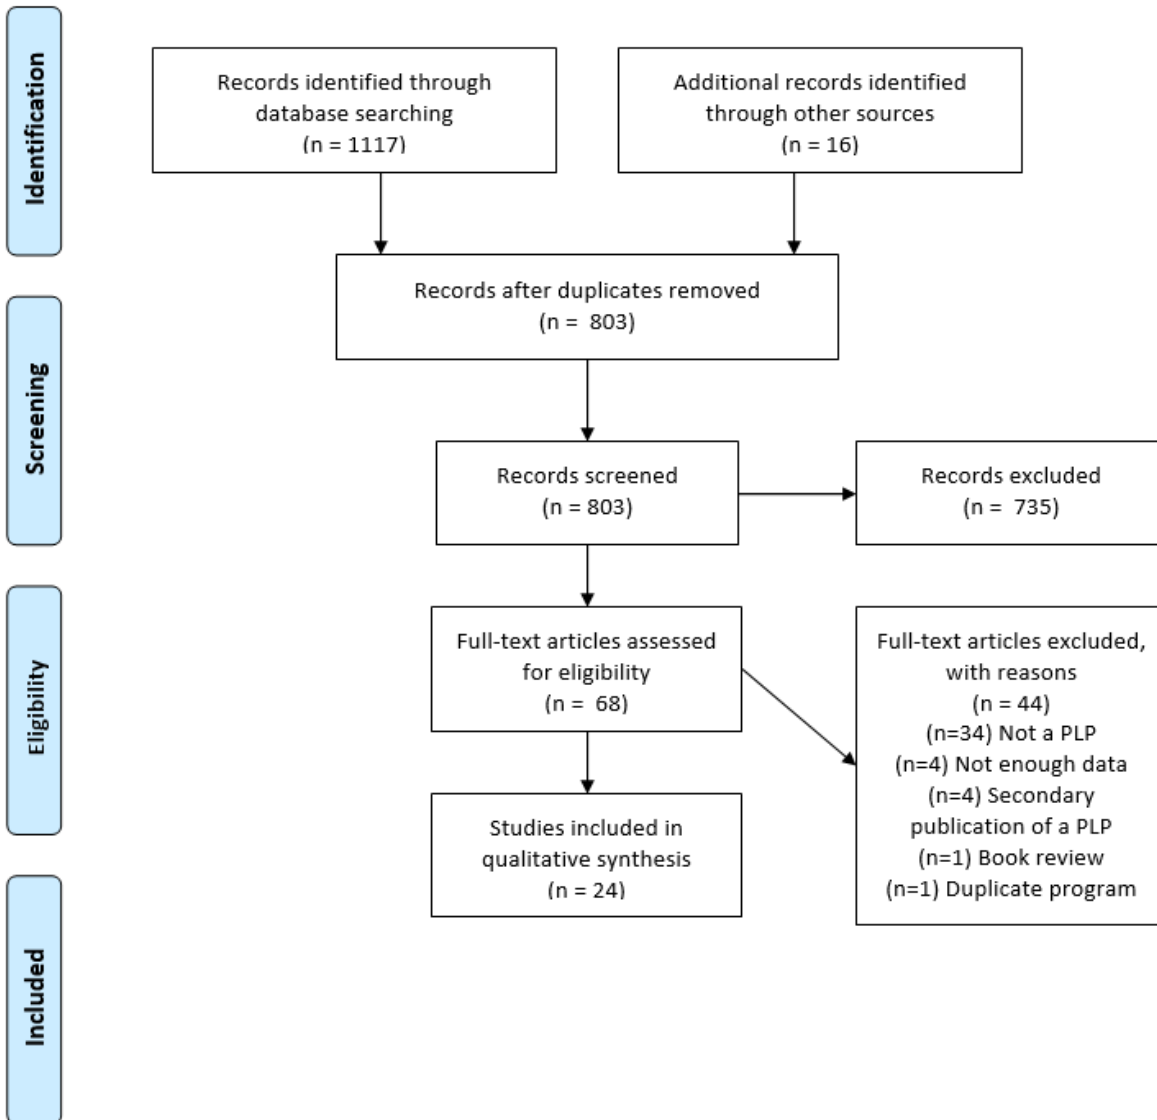 Identification
Records identified through
database searching
(n = 1117)
Additional records identified
through other sources
(n = 16)
Records after duplicates removed
(n = 803)
Screening
Records screened
(n = 803)
Records excluded
(n = 735)
Eligibility
Full-text articles assessed
for eligibility
(n = 68)
Full-text articles excluded,
with reasons
(n = 44)
(n=34) Not a PLP
(n=4) Not enough data
(n=4) Secondary
publication of a PLP
(n=1) Book review
(n=1) Duplicate program
Studies included in
qualitative synthesis
(n = 24)
Included